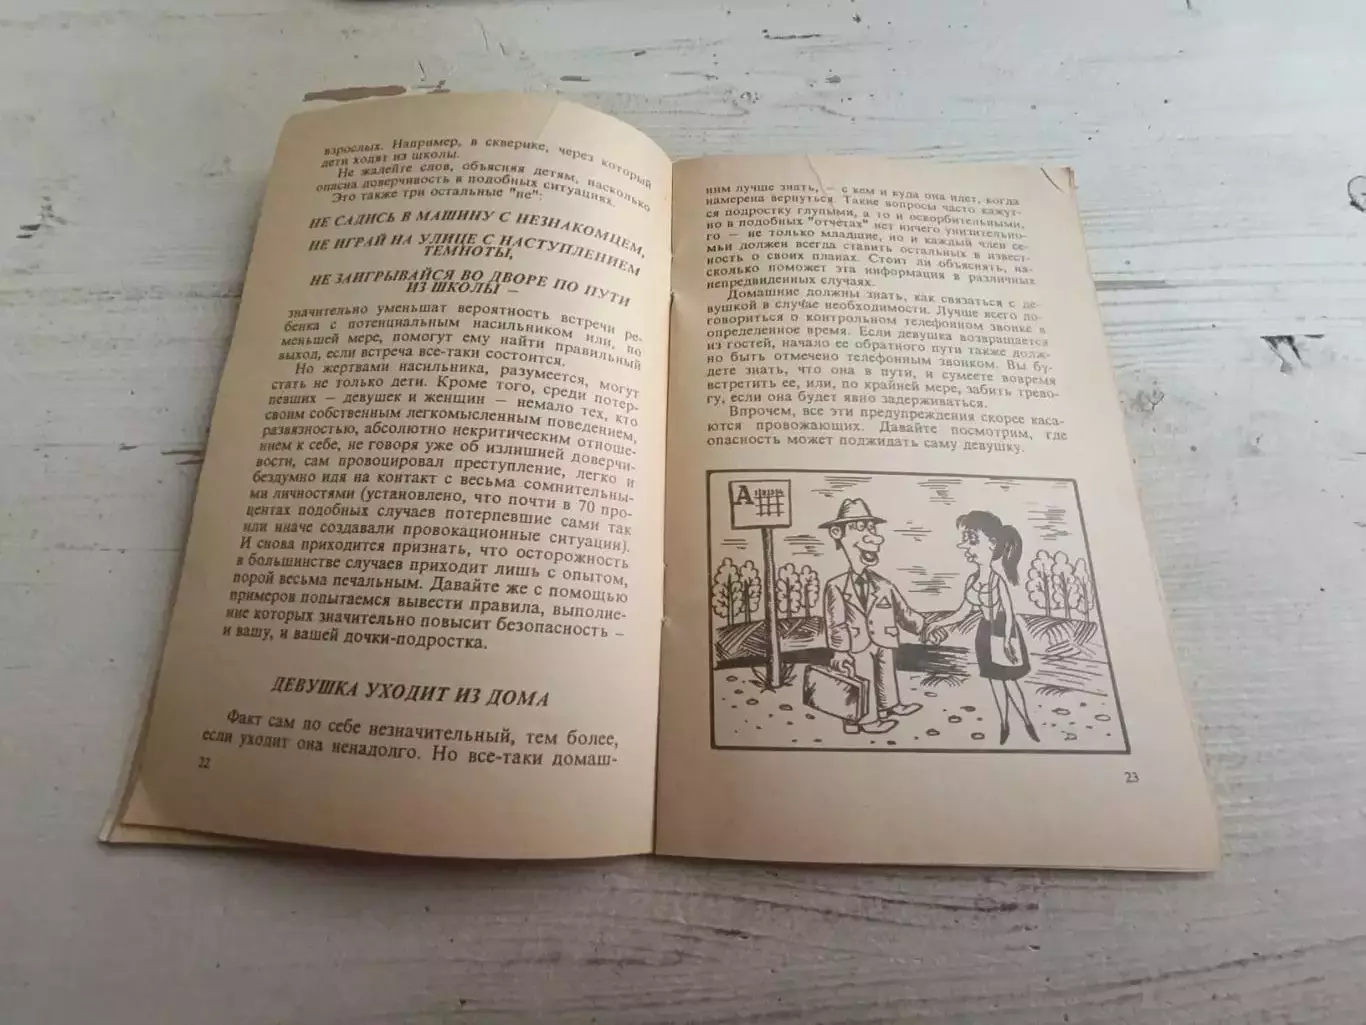 взрослых. Например, в скверике, через который
дети ходят из школы.
Не жалейте слов, объясняя детям, насколько
опасна доверчивость в подобных ситуациях.
Это также три остальные "не":
НЕ САДИСЬ В МАШИНУ С НЕЗНАКОМЦЕМ,
НЕ ИГРАЙ НА УЛИЦЕ С НАСТУПЛЕНИЕМ
ТЕМНОТЫ,
НЕ ЗАИГРЫВАЙСЯ ВО ДВОРЕ ПО ПУТИ
ИЗ ШКОЛЫ —
значительно уменьшат вероятность встречи ре-
бенка с потенциальным насильником или, по
меньшей мере, помогут ему найти правильный
выход, если встреча все-таки состоится.
Но жертвами насильника, разумеется, могут
стать не только дети. Кроме того, среди потер-
певших — девушек и женщин — немало тех, кто
своим собственным легкомысленным поведением,
развязностью, абсолютно некритическим отноше-
нием к себе, не говоря уже об излишней доверчи-
вости, сам провоцировал преступление, легко и
бездумно идя на контакт с весьма сомнительны-
ми личностями (установлено, что почти в 70 про-
центах подобных случаев потерпевшие сами так
или иначе создавали провокационные ситуации).
И снова приходится признать, что осторожность
в большинстве случаев приходит лишь с опытом,
порой весьма печальным. Давайте же с помощью
примеров попытаемся вывести правила, выполне-
ние которых значительно повысит безопасность —
и вашу, и вашей дочки-подростка.
ДЕВУШКА УХОДИТ ИЗ ДОМА
Факт сам по себе незначительный, тем более,
если уходит она ненадолго. Но все-таки домаш-
22
ним лучше знать, — с кем и куда она идет, когда
намерена вернуться. Такие вопросы часто кажут-
ся подростку глупыми, а то и оскорбительными,
но в подобных "отчетах" нет ничего унизительно-
го — не только младшие, но и каждый член се-
мьи должен всегда ставить остальных в извест-
ность о своих планах. Стоит ли объяснять, на-
сколько поможет эта информация в различных
непредвиденных случаях.
Домашние должны знать, как связаться с де-
вушкой в случае необходимости. Лучше всего до-
говориться о контрольном телефонном звонке в
определенное время. Если девушка возвращается
из гостей, начало ее обратного пути также долж-
но быть отмечено телефонным звонком. Вы бу-
дете знать, что она в пути, и сумеете вовремя
встретить ее, или, по крайней мере, забить трево-
гу, если она будет явно задерживаться.
Впрочем, все эти предупреждения скорее каса-
ются провожающих. Давайте посмотрим, где
опасность может поджидать саму девушку.
А
23